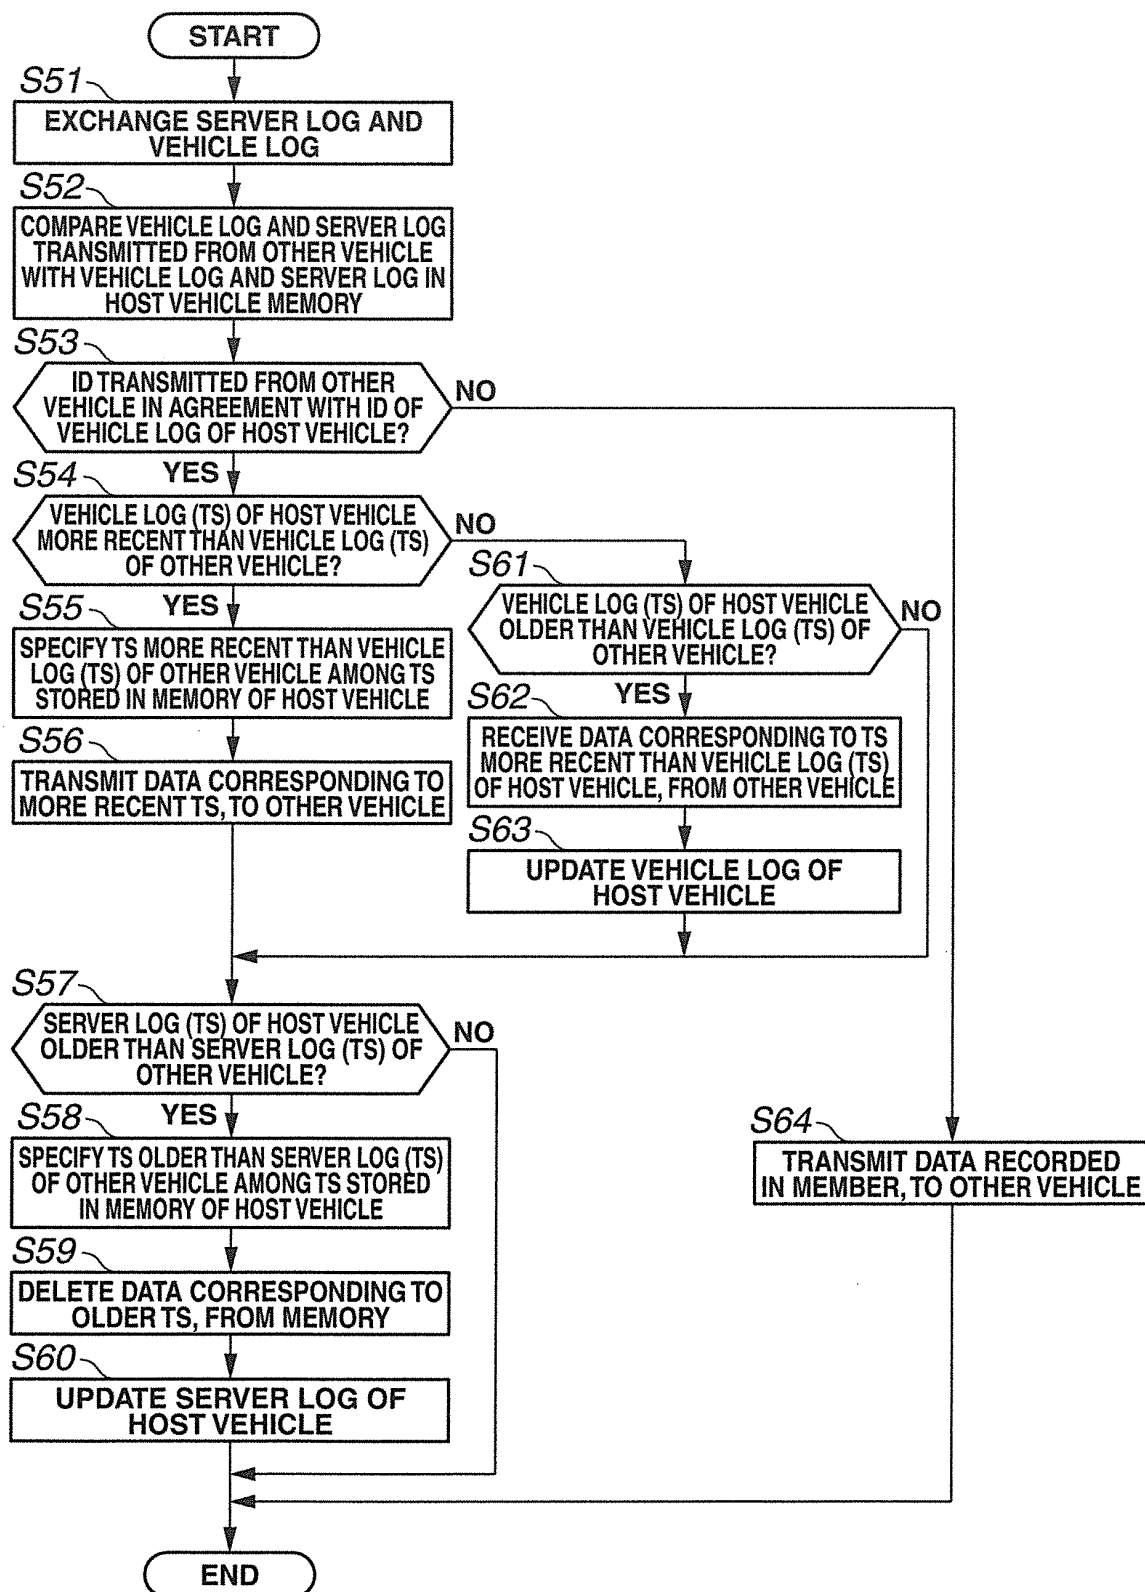 START
S51
EXCHANGE SERVER LOG AND
VEHICLE LOG
S52
COMPARE VEHICLE LOG AND SERVER LOG
TRANSMITTED FROM OTHER VEHICLE
WITH VEHICLE LOG AND SERVER LOG IN
HOST VEHICLE MEMORY
S53
ID TRANSMITTED FROM OTHER
VEHICLE IN AGREEMENT WITH ID OF
VEHICLE LOG OF HOST VEHICLE?
NO
YES
S54
VEHICLE LOG (TS) OF HOST VEHICLE
MORE RECENT THAN VEHICLE LOG (TS)
OF OTHER VEHICLE?
NO
YES
S55
SPECIFY TS MORE RECENT THAN VEHICLE
LOG (TS) OF OTHER VEHICLE AMONG TS
STORED IN MEMORY OF HOST VEHICLE
S56
TRANSMIT DATA CORRESPONDING TO
MORE RECENT TS, TO OTHER VEHICLE
S61
VEHICLE LOG (TS) OF HOST VEHICLE
OLDER THAN VEHICLE LOG (TS) OF
OTHER VEHICLE?
NO
YES
S62
RECEIVE DATA CORRESPONDING TO TS
MORE RECENT THAN VEHICLE LOG (TS)
OF HOST VEHICLE, FROM OTHER VEHICLE
S63
UPDATE VEHICLE LOG OF
HOST VEHICLE
S57
SERVER LOG (TS) OF HOST VEHICLE
OLDER THAN SERVER LOG (TS) OF
OTHER VEHICLE?
NO
YES
S58
SPECIFY TS OLDER THAN SERVER LOG (TS)
OF OTHER VEHICLE AMONG TS STORED
IN MEMORY OF HOST VEHICLE
S59
DELETE DATA CORRESPONDING TO
OLDER TS, FROM MEMORY
S60
UPDATE SERVER LOG OF
HOST VEHICLE
S64
TRANSMIT DATA RECORDED
IN MEMBER, TO OTHER VEHICLE
END